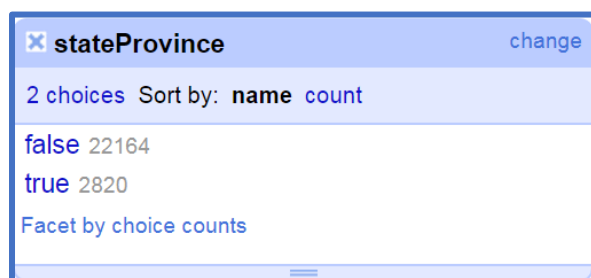 stateProvince change
2 choices Sort by: name count
false 22164
true 2820
Facet by choice counts